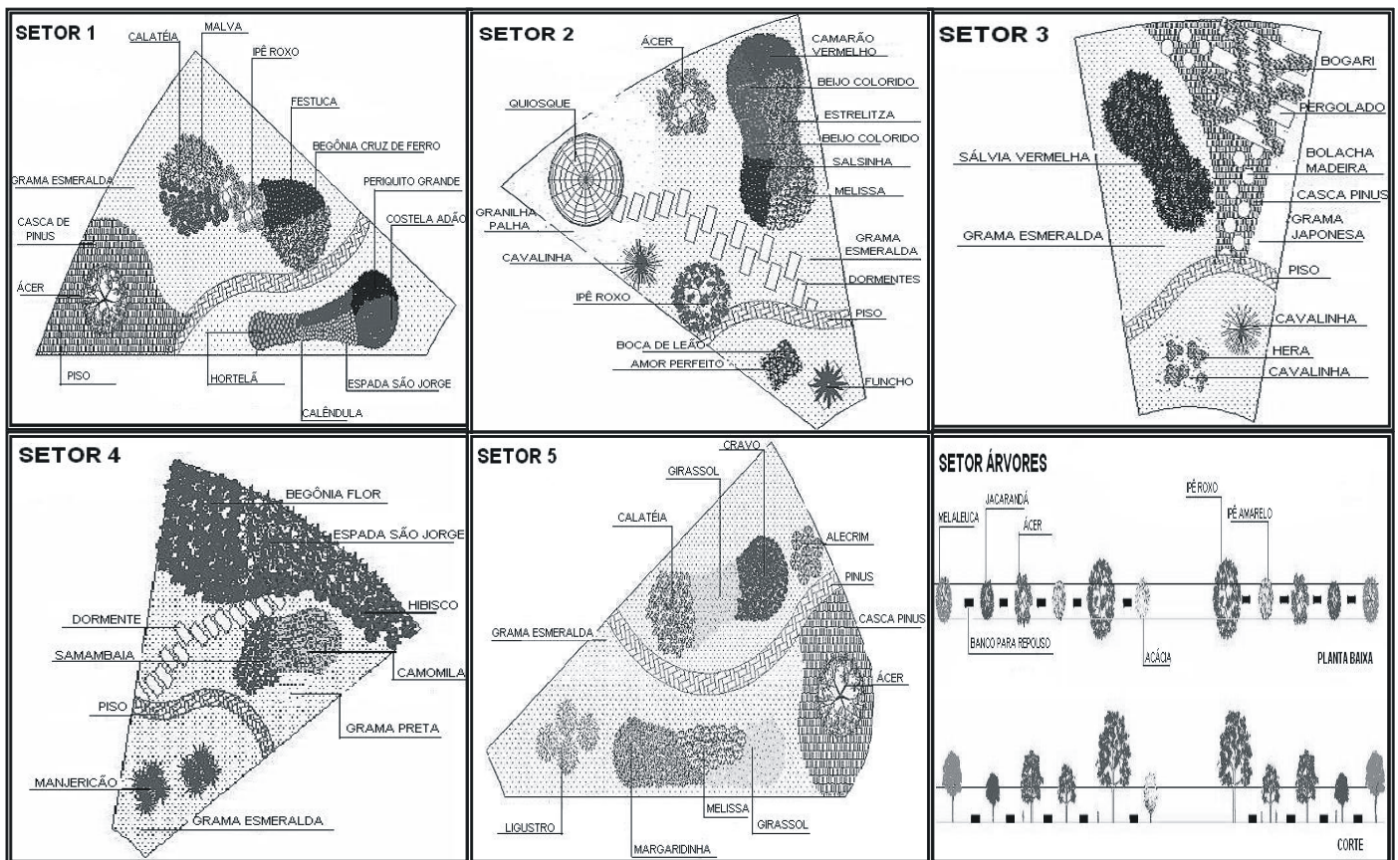 SETOR 1
MALVA
CALATÉIA
IPÊ ROXO
FESTUCA
BEGÔNIA CRUZ DE FERRO
GRAMA ESMERALDA
PERIQUITO GRANDE
CASCA DE
PINUS
COSTELA ADÃO
ÁCER
PISO
HORTELÃ
ESPADA SÃO JORGE
CALÊNDULA
SETOR 2
ÁCER
CAMARÃO
VERMELHO
QUIOSQUE
BEIJO COLORIDO
ESTRELITZA
BEIJO COLORIDO
SALSINHA
MELISSA
GRANILHA
PALHA
GRAMA
ESMERALDA
CAVALINHA
DORMENTES
IPÊ ROXO
PISO
BOCA DE LEÃO
AMOR PERFEITO
FUNCHO
SETOR 3
BOGARI
PERGOLADO
SÁLVIA VERMELHA
BOLACHA
MADEIRA
CASCA PINUS
GRAMA ESMERALDA
GRAMA
JAPONESA
PISO
CAVALINHA
HERA
CAVALINHA
SETOR 4
BEGÔNIA FLOR
ESPADA SÃO JORGE
DORMENTE
HIBISCO
SAMAMBAIA
CAMOMILA
PISO
GRAMA PRETA
MANJERICÃO
GRAMA ESMERALDA
SETOR 5
CRAVO
GIRASSOL
CALATÉIA
ALECRIM
PINUS
GRAMA ESMERALDA
CASCA PINUS
ÁCER
MELISSA
LIGUSTRO
GIRASSOL
MARGARIDINHA
SETOR ÁRVORES
IPÊ ROXO
JACARANDÁ
MELALEUCA
ÁCER
IPÊ AMARELO
BANCO PARA REPOUSO
ACÁCIA
PLANTA BAIXA
CORTE